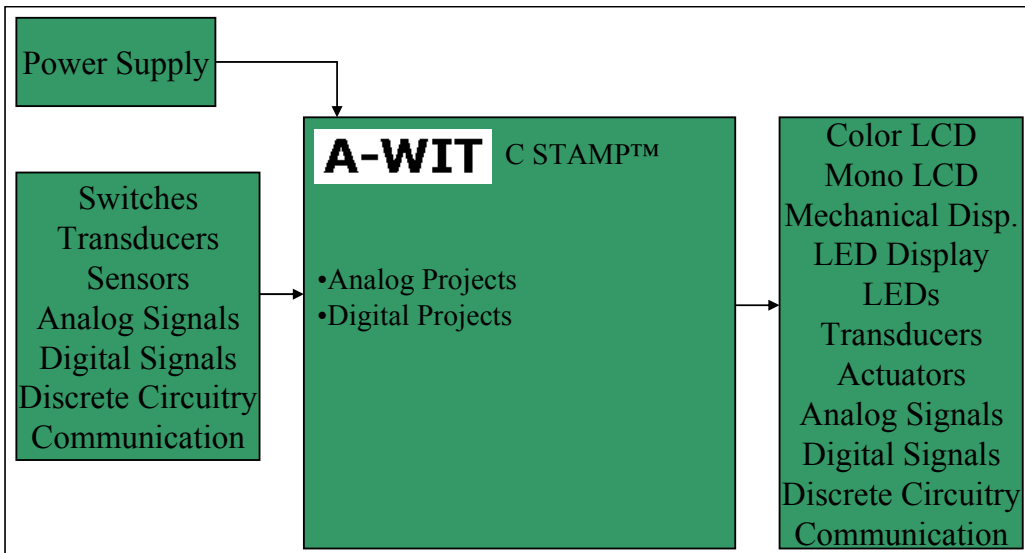 Power Supply
Switches
Transducers
Sensors
Analog Signals
Digital Signals
Discrete Circuitry
Communication
A-WIT C STAMP™
•Analog Projects
•Digital Projects
Color LCD
Mono LCD
Mechanical Disp.
LED Display
LEDs
Transducers
Actuators
Analog Signals
Digital Signals
Discrete Circuitry
Communication